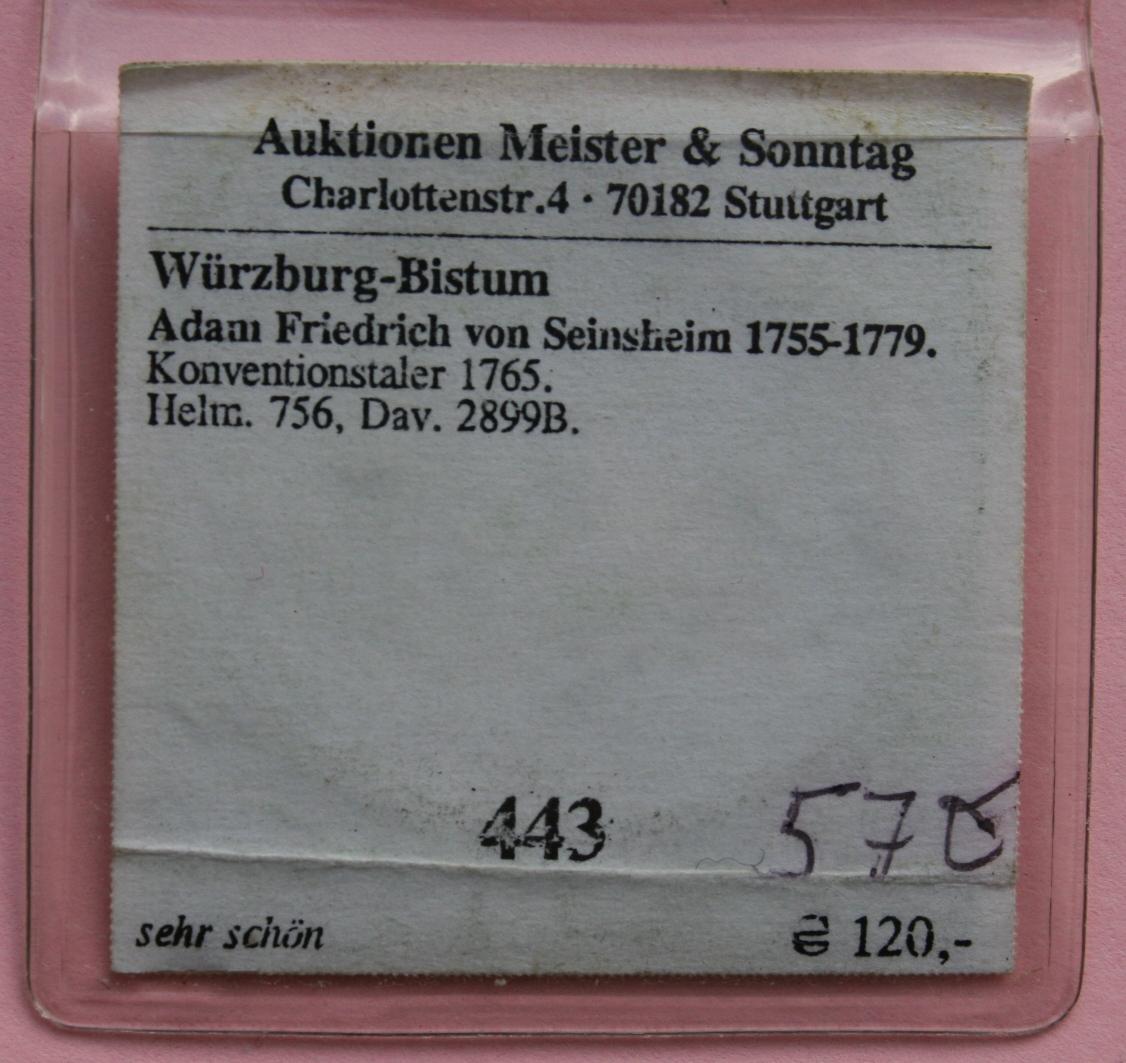 Auktionen Meister & Sonntag
Charlottenstr.4 · 70182 Stuttgart
Würzburg-Bistum
Adam Friedrich von Seinsheim 1755-1779.
Konventionstaler 1765.
Helm. 756, Dav. 2899B.
443
57
sehr schön
€ 120,-